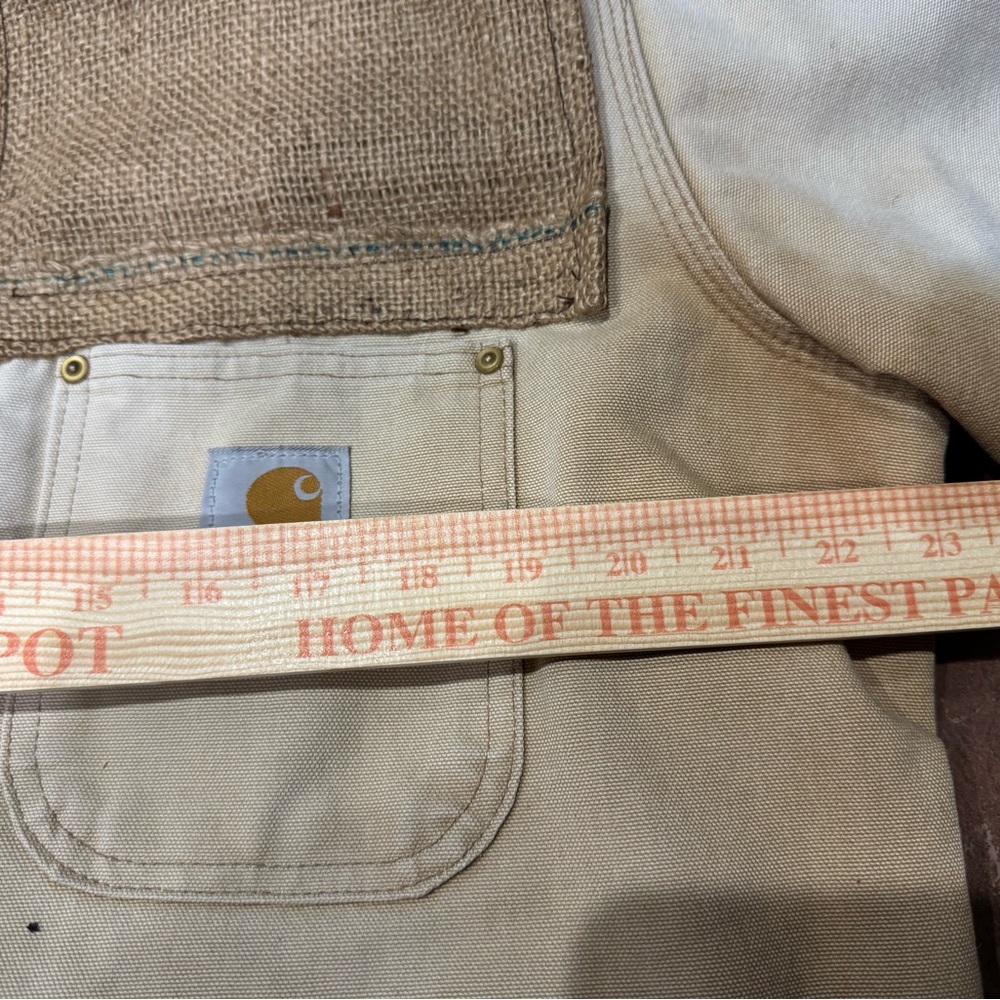 15 16 17 18 19 20 21 22 23
POT HOME OF THE FINEST PA